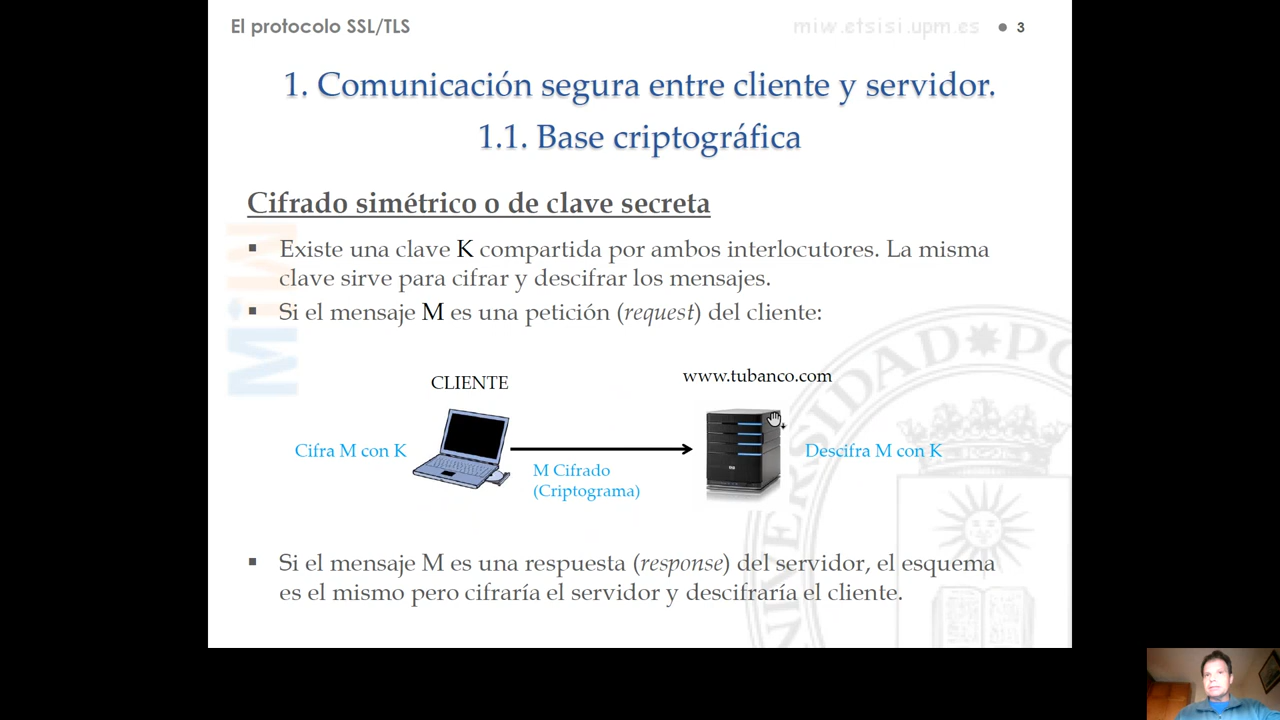 El protocolo SSL/TLS
miw.etsisi.upm.es
3
1. Comunicación segura entre cliente y servidor.
1.1. Base criptográfica
Cifrado simétrico o de clave secreta
Existe una clave K compartida por ambos interlocutores. La misma
clave sirve para cifrar y descifrar los mensajes.
Si el mensaje M es una petición (request) del cliente:
CLIENTE
www.tubanco.com
Cifra M con K
M Cifrado
(Criptograma)
Descifra M con K
Si el mensaje M es una respuesta (response) del servidor, el esquema
es el mismo pero cifraría el servidor y descifraría el cliente.
MiW